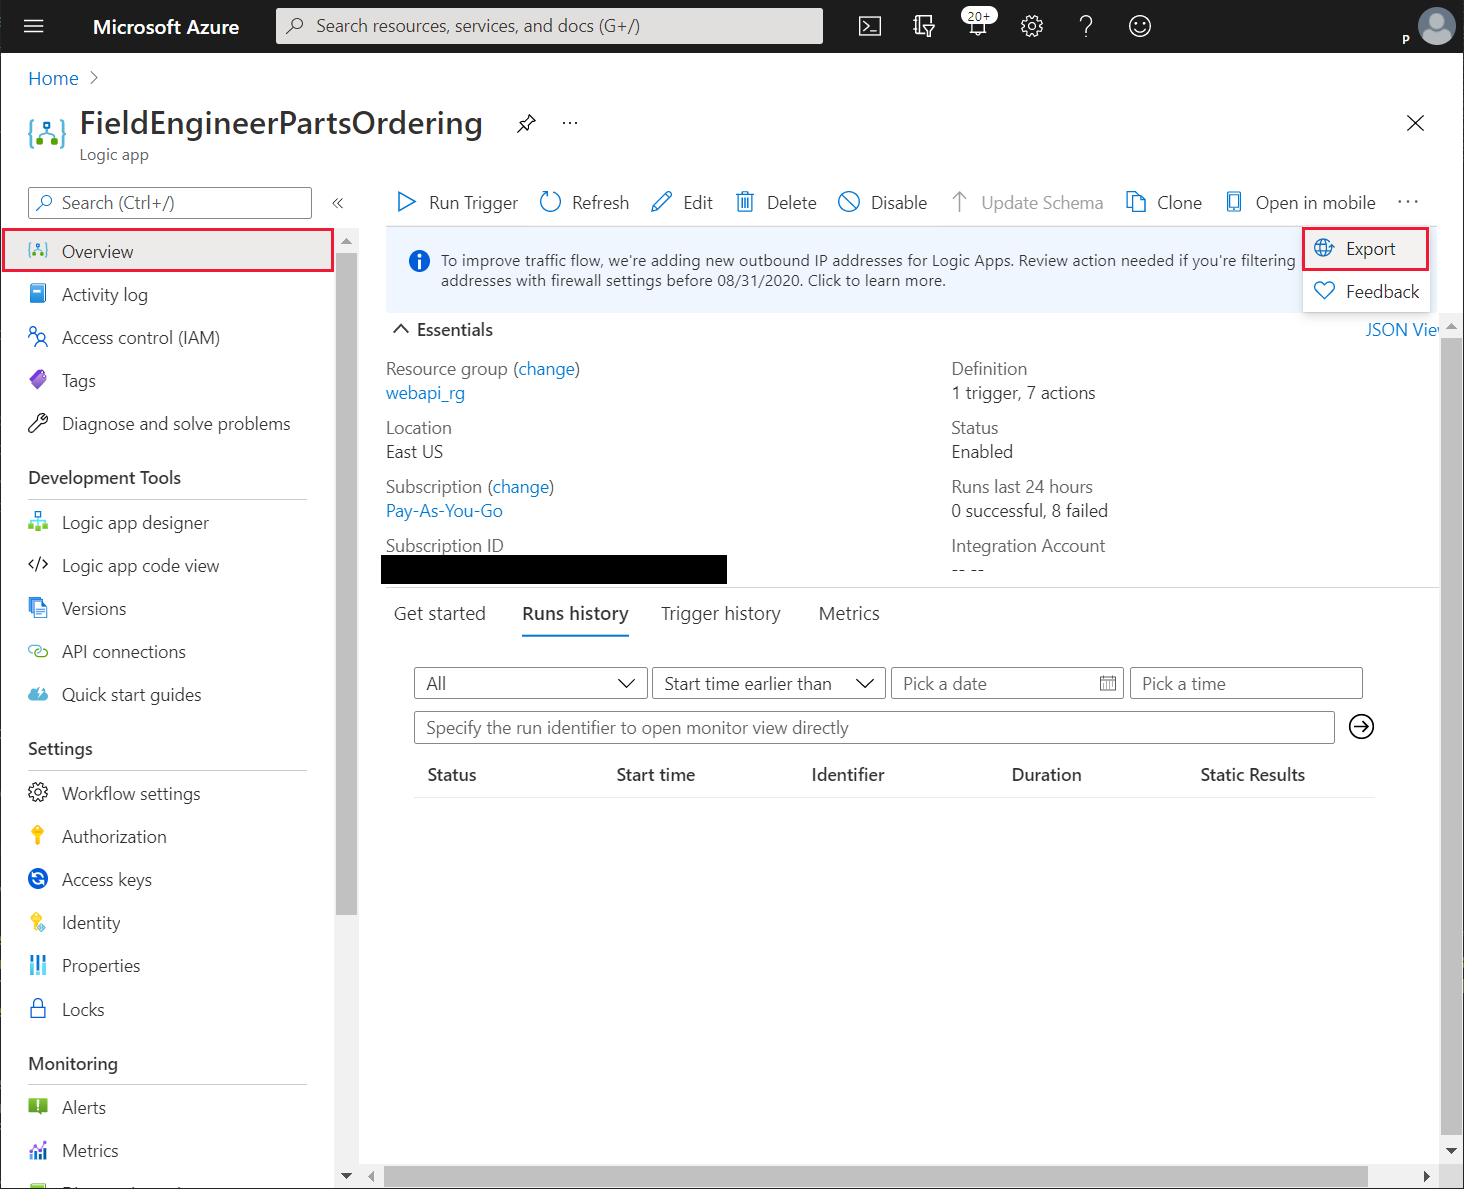 Microsoft Azure
Search resources, services, and docs (G+/)
20+
P
Home
FieldEngineerPartsOrdering
Logic app
Search (Ctrl+/)
Run Trigger
Refresh
Edit
Delete
Disable
Update Schema
Clone
Open in mobile
Export
Feedback
To improve traffic flow, we're adding new outbound IP addresses for Logic Apps. Review action needed if you're filtering
addresses with firewall settings before 08/31/2020. Click to learn more.
Overview
Activity log
Access control (IAM)
Tags
Diagnose and solve problems
Development Tools
Logic app designer
Logic app code view
Versions
API connections
Quick start guides
Settings
Workflow settings
Authorization
Access keys
Identity
Properties
Locks
Monitoring
Alerts
Metrics
Essentials
JSON View
Resource group (change)
webapi_rg
Location
East US
Subscription (change)
Pay-As-You-Go
Subscription ID
Definition
1 trigger, 7 actions
Status
Enabled
Runs last 24 hours
0 successful, 8 failed
Integration Account
-- --
Get started
Runs history
Trigger history
Metrics
All
Start time earlier than
Pick a date
Pick a time
Specify the run identifier to open monitor view directly
Status
Start time
Identifier
Duration
Static Results